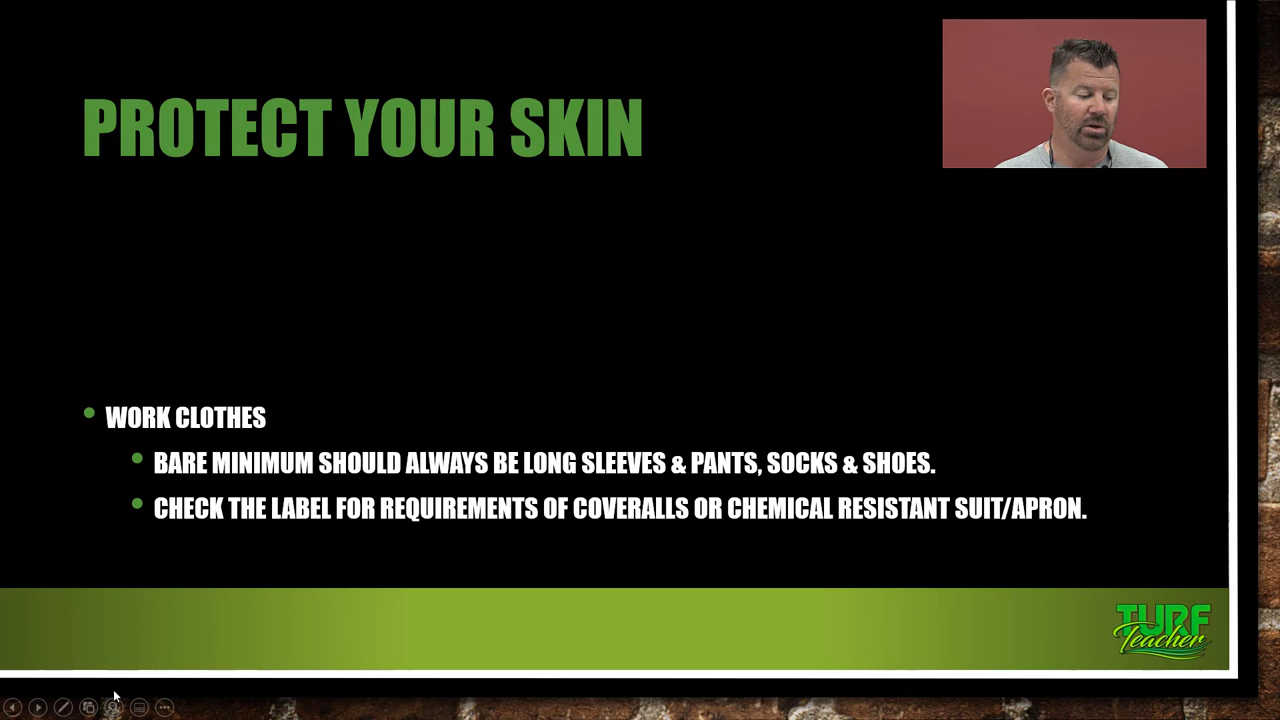 PROTECT YOUR SKIN
WORK CLOTHES
BARE MINIMUM SHOULD ALWAYS BE LONG SLEEVES & PANTS, SOCKS & SHOES.
CHECK THE LABEL FOR REQUIREMENTS OF COVERALLS OR CHEMICAL RESISTANT SUIT/APRON.
TURF
Teacher